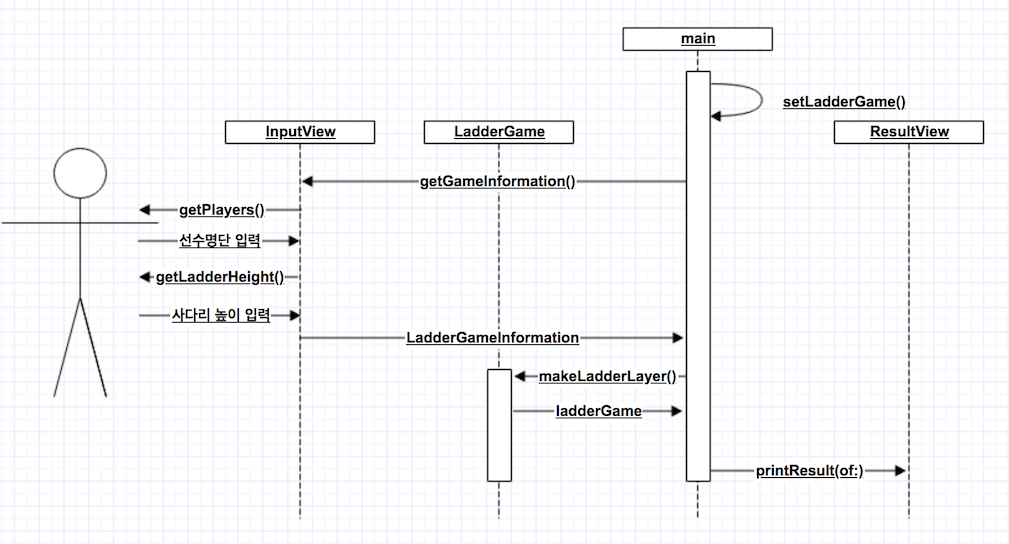 main
setLadderGame()
InputView
LadderGame
ResultView
getGameInformation()
getPlayers()
선수명단 입력
getLadderHeight()
사다리 높이 입력
LadderGameInformation
makeLadderLayer()
ladderGame
printResult(of:)